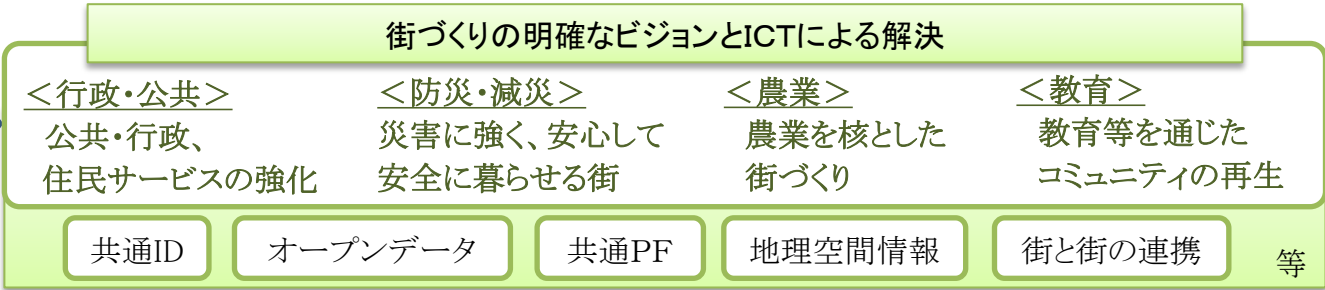 街づくりの明確なビジョンとICTによる解決
＜行政・公共＞
公共・行政、
住民サービスの強化
＜防災・減災＞
災害に強く、安心して
安全に暮らせる街
＜農業＞
農業を核とした
街づくり
＜教育＞
教育等を通じた
コミュニティの再生
共通ID
オープンデータ
共通PF
地理空間情報
街と街の連携
等